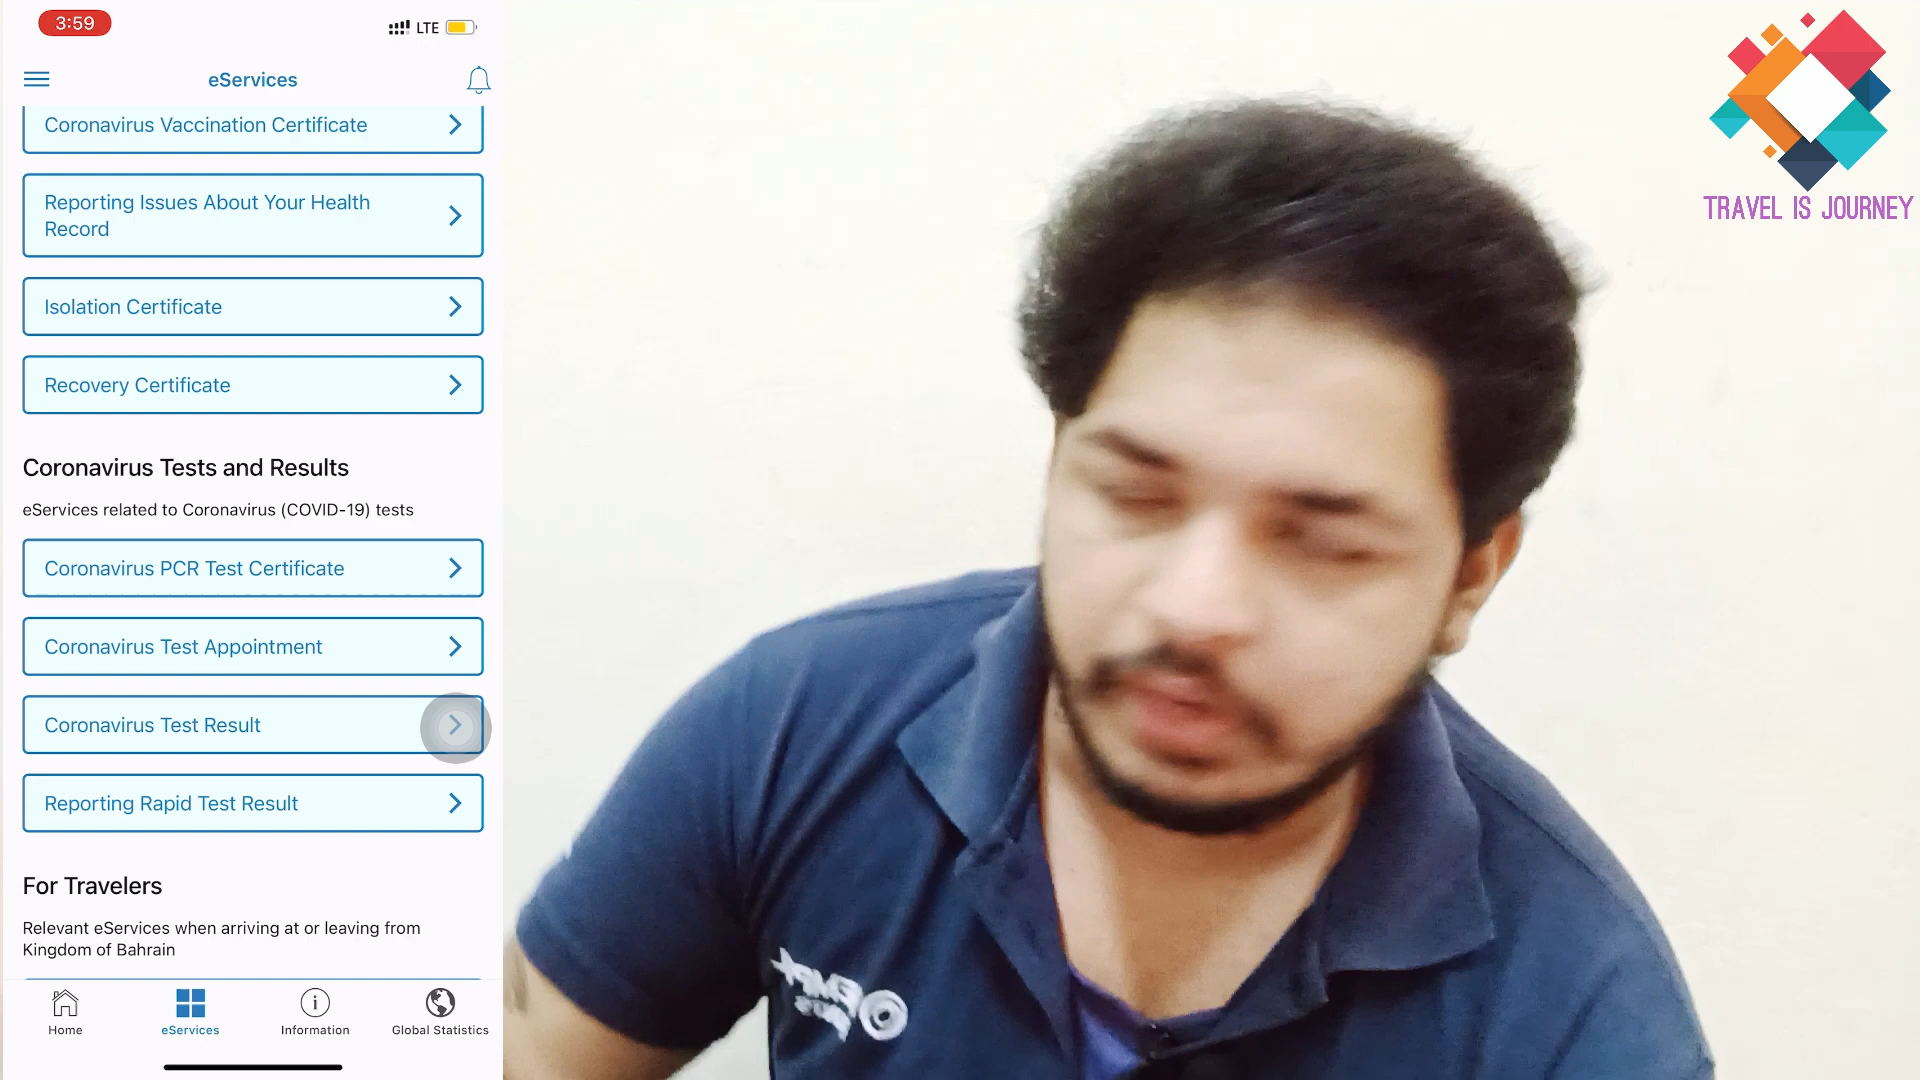 3:59
LTE
eServices
Coronavirus Vaccination Certificate
Reporting Issues About Your Health
Record
Isolation Certificate
Recovery Certificate
Coronavirus Tests and Results
eServices related to Coronavirus (COVID-19) tests
Coronavirus PCR Test Certificate
Coronavirus Test Appointment
Coronavirus Test Result
Reporting Rapid Test Result
For Travelers
Relevant eServices when arriving at or leaving from
Kingdom of Bahrain
Home
eServices
Information
Global Statistics
TRAVEL IS JOURNEY